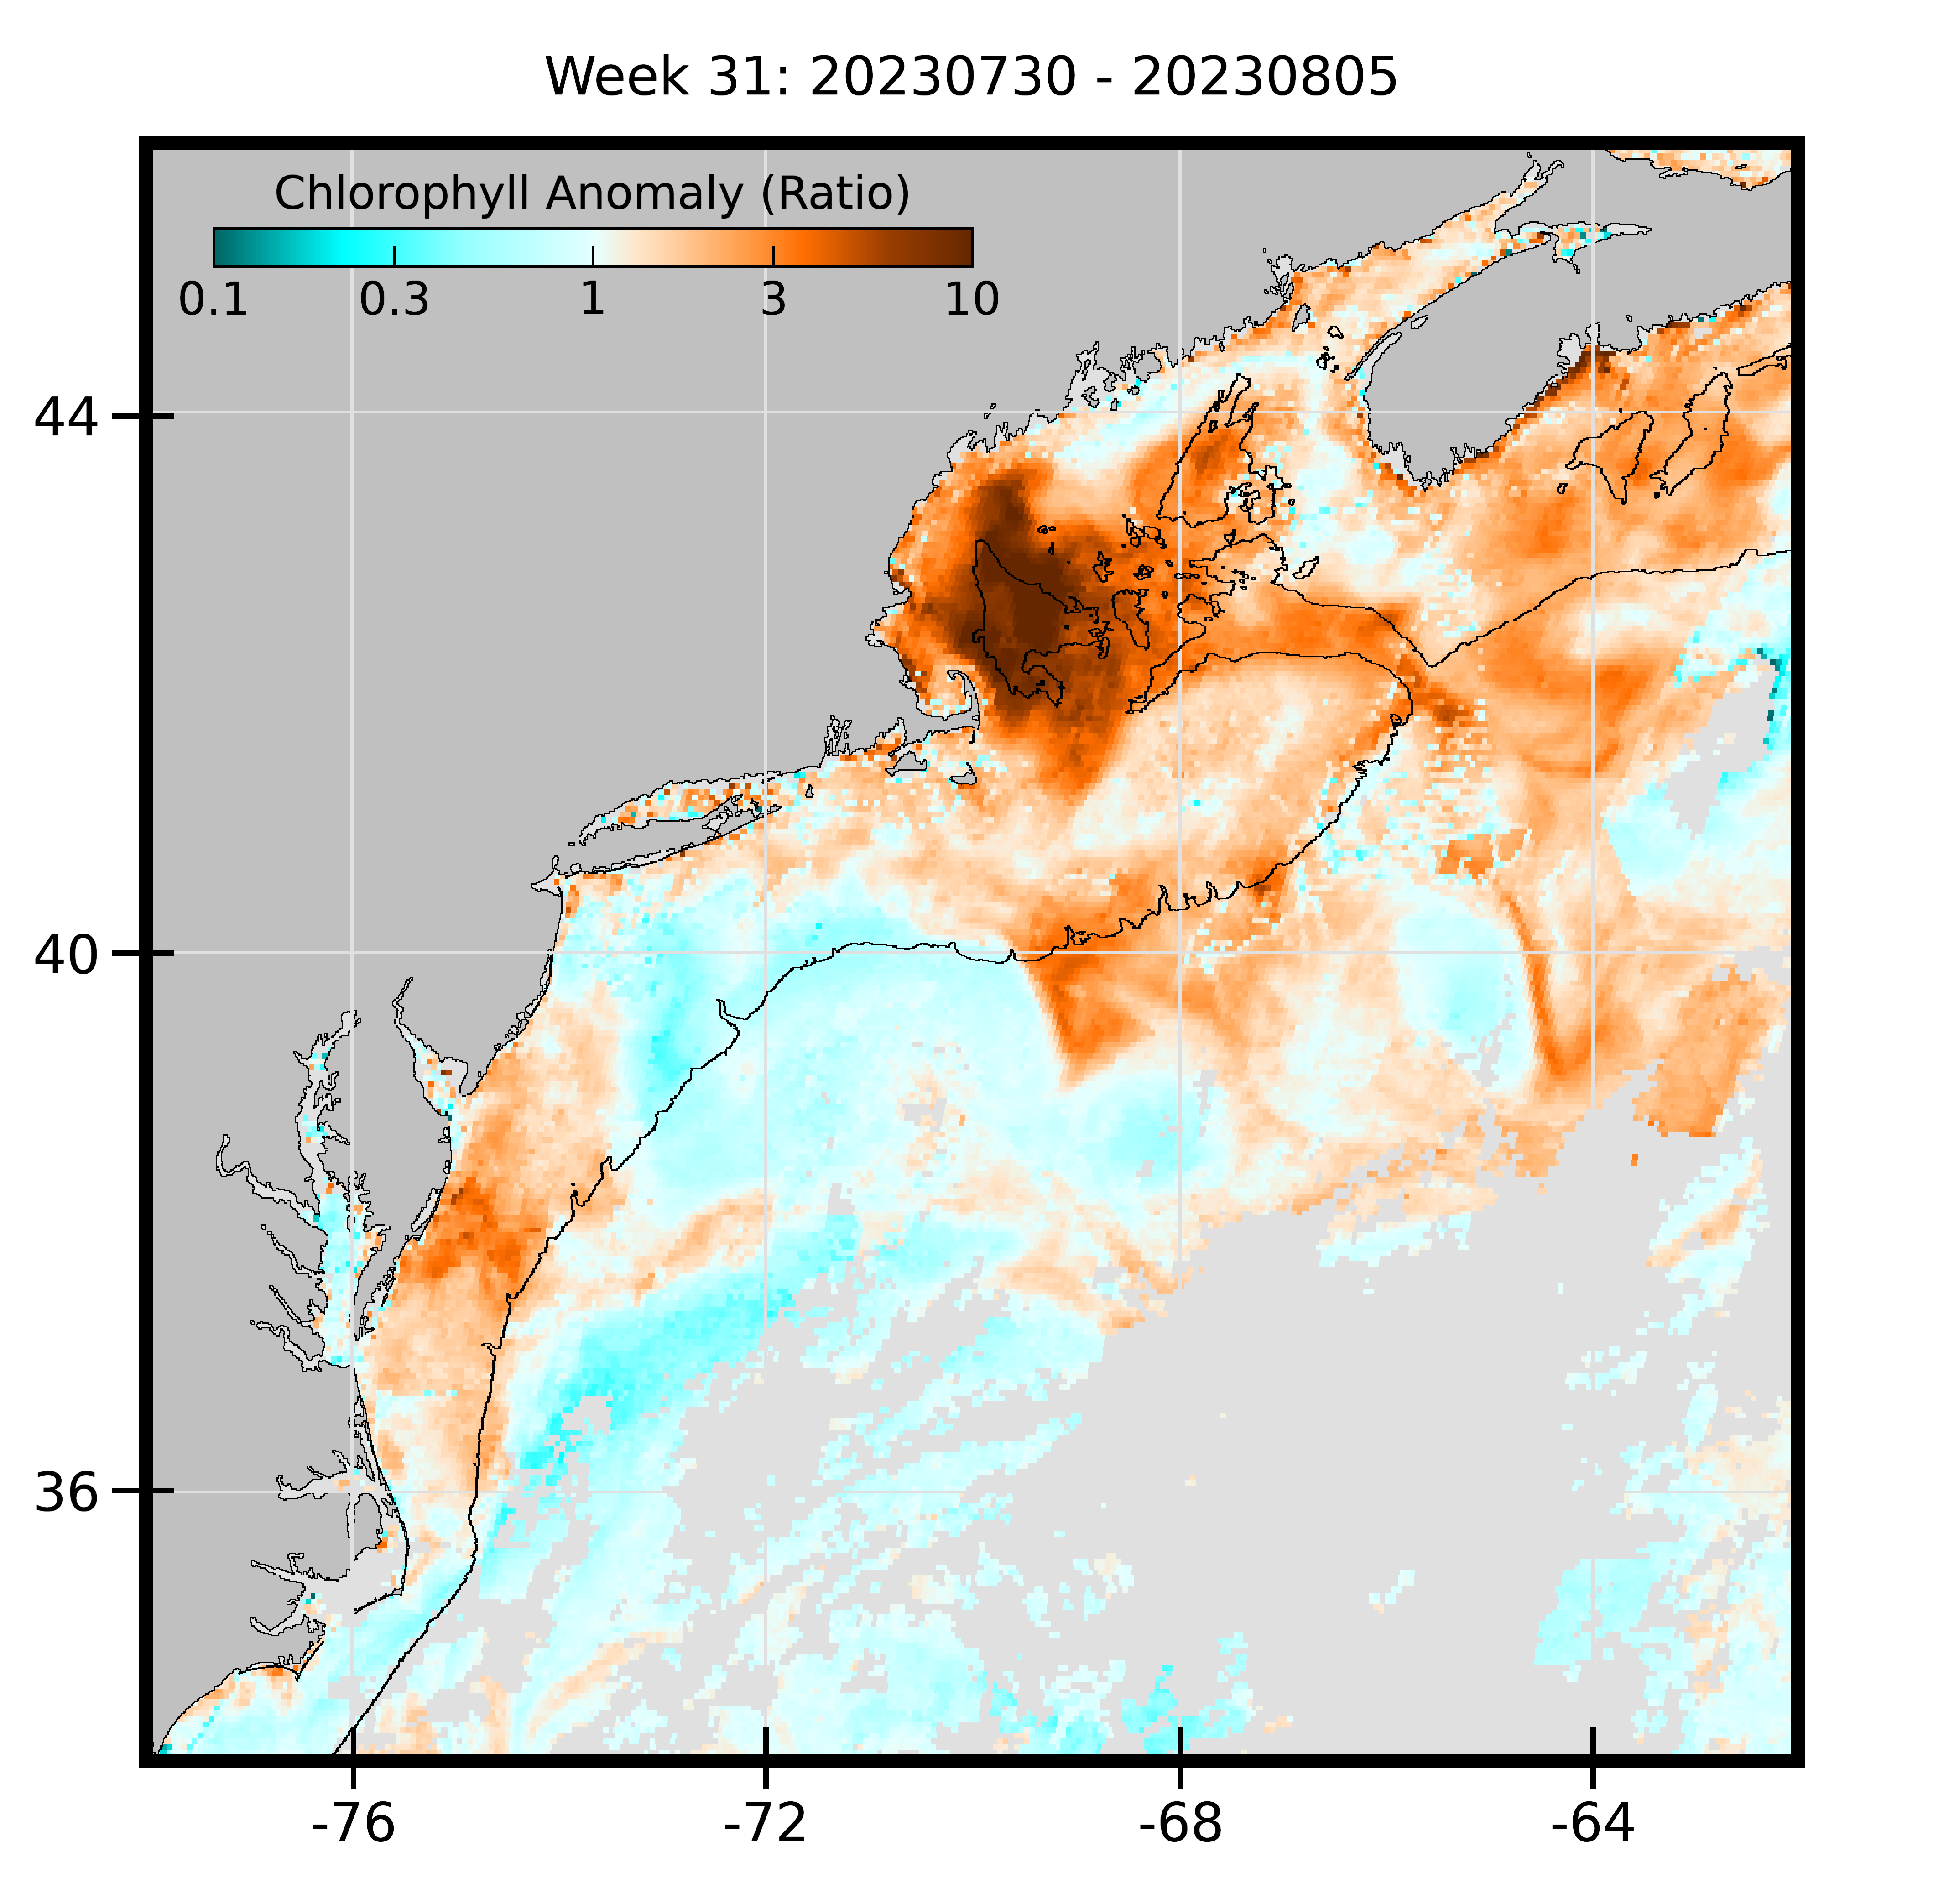 Week 31: 20230730 - 20230805
Chlorophyll Anomaly (Ratio)
0.1 0.3 1 3 10
44
40
36
-76 -72 -68 -64